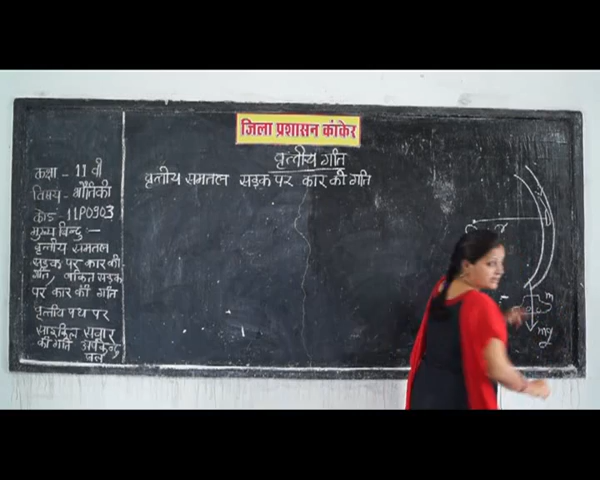 जिला प्रशासन कांकेर
वृत्तीय गति
वृत्तीय समतल सड़क पर कार की गति
कक्षा - 11 वी
विषय - भौतिकी
कोड - 11P0903
मुख्य बिन्दु :-
वृत्तीय समतल
सड़क पर कार की
गति, बंकित सड़क
पर कार की गति
वृत्तीय पथ पर
साइकिल सवार
की गति
बल
m
mg